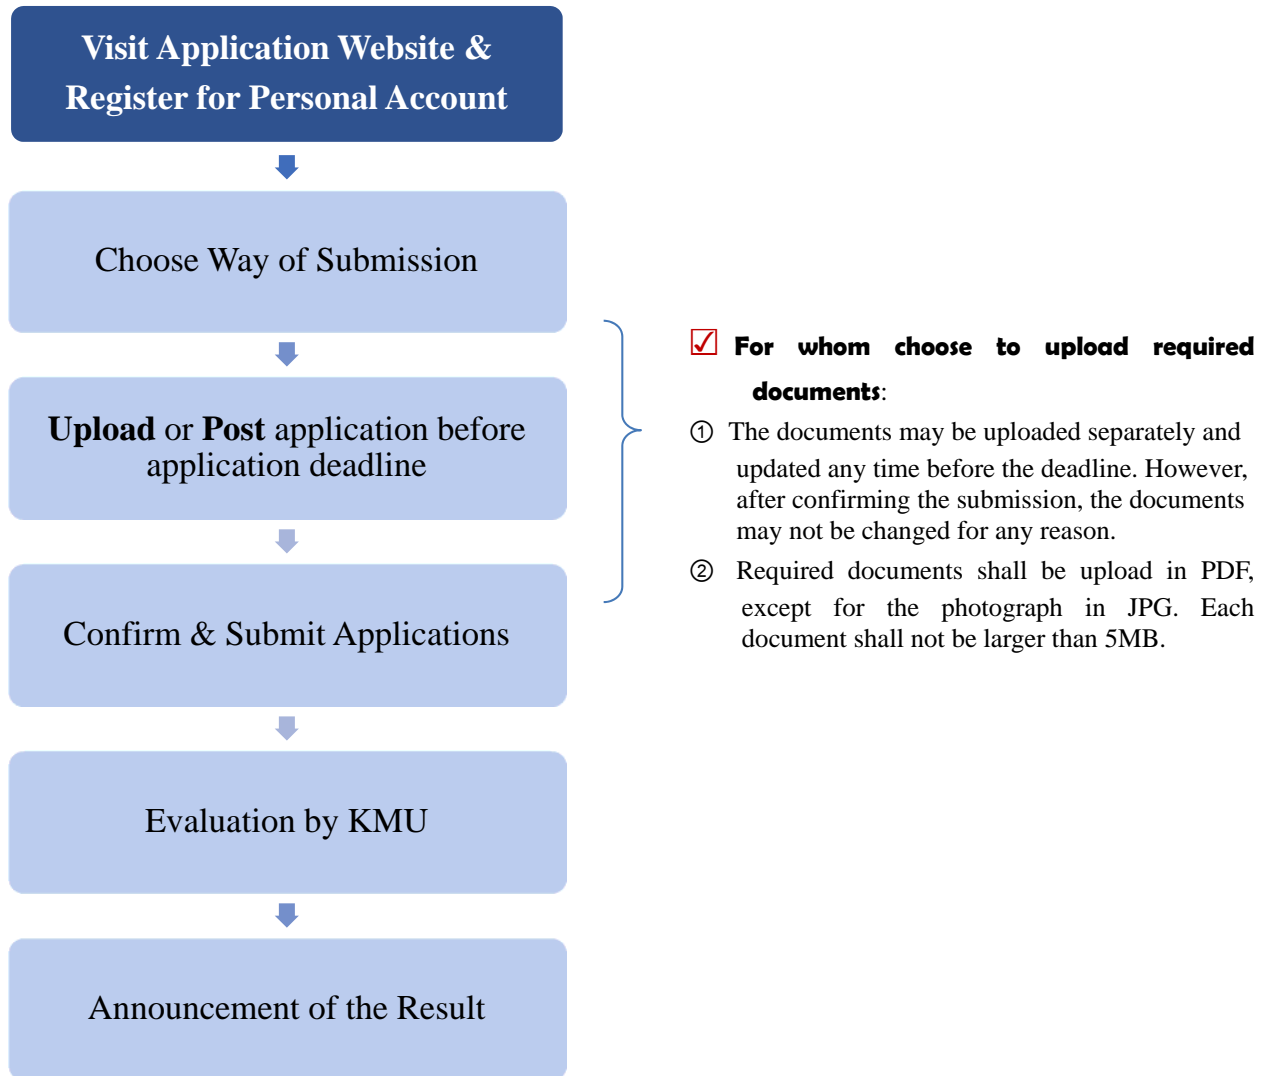 Visit Application Website &
Register for Personal Account
Choose Way of Submission
Upload or Post application before
application deadline
Confirm & Submit Applications
Evaluation by KMU
Announcement of the Result
☑ For whom choose to upload required
documents:
① The documents may be uploaded separately and
updated any time before the deadline. However,
after confirming the submission, the documents
may not be changed for any reason.
② Required documents shall be upload in PDF,
except for the photograph in JPG. Each
document shall not be larger than 5MB.